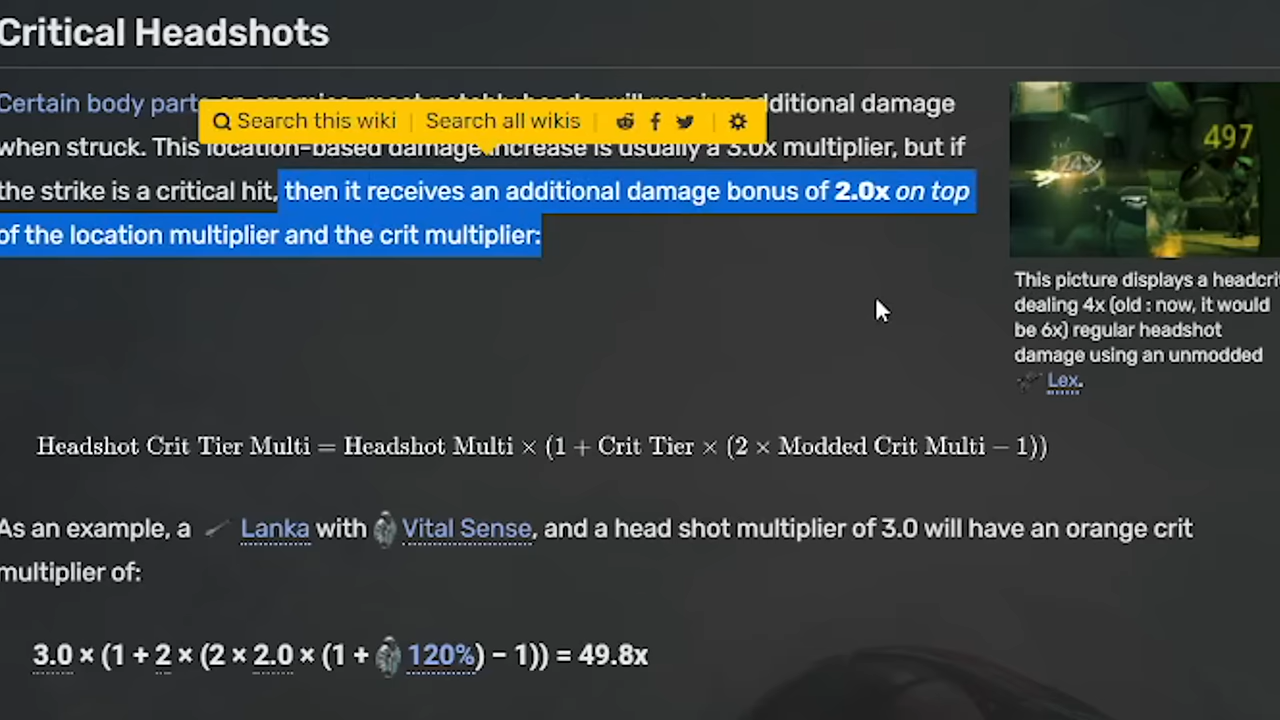 Critical Headshots
Certain body parts
Search this wiki | Search all wikis
additional damage
when struck. This location-based damage increase is usually a 3.0x multiplier, but if
the strike is a critical hit, then it receives an additional damage bonus of 2.0x on top
of the location multiplier and the crit multiplier:
497
This picture displays a headcrit
dealing 4x (old : now, it would
be 6x) regular headshot
damage using an unmodded
Lex.
Headshot Crit Tier Multi = Headshot Multi × (1 + Crit Tier × (2 × Modded Crit Multi − 1))
As an example, a Lanka with Vital Sense, and a head shot multiplier of 3.0 will have an orange crit
multiplier of:
3.0 × (1 + 2 × (2 × 2.0 × (1 + 120%) − 1)) = 49.8x